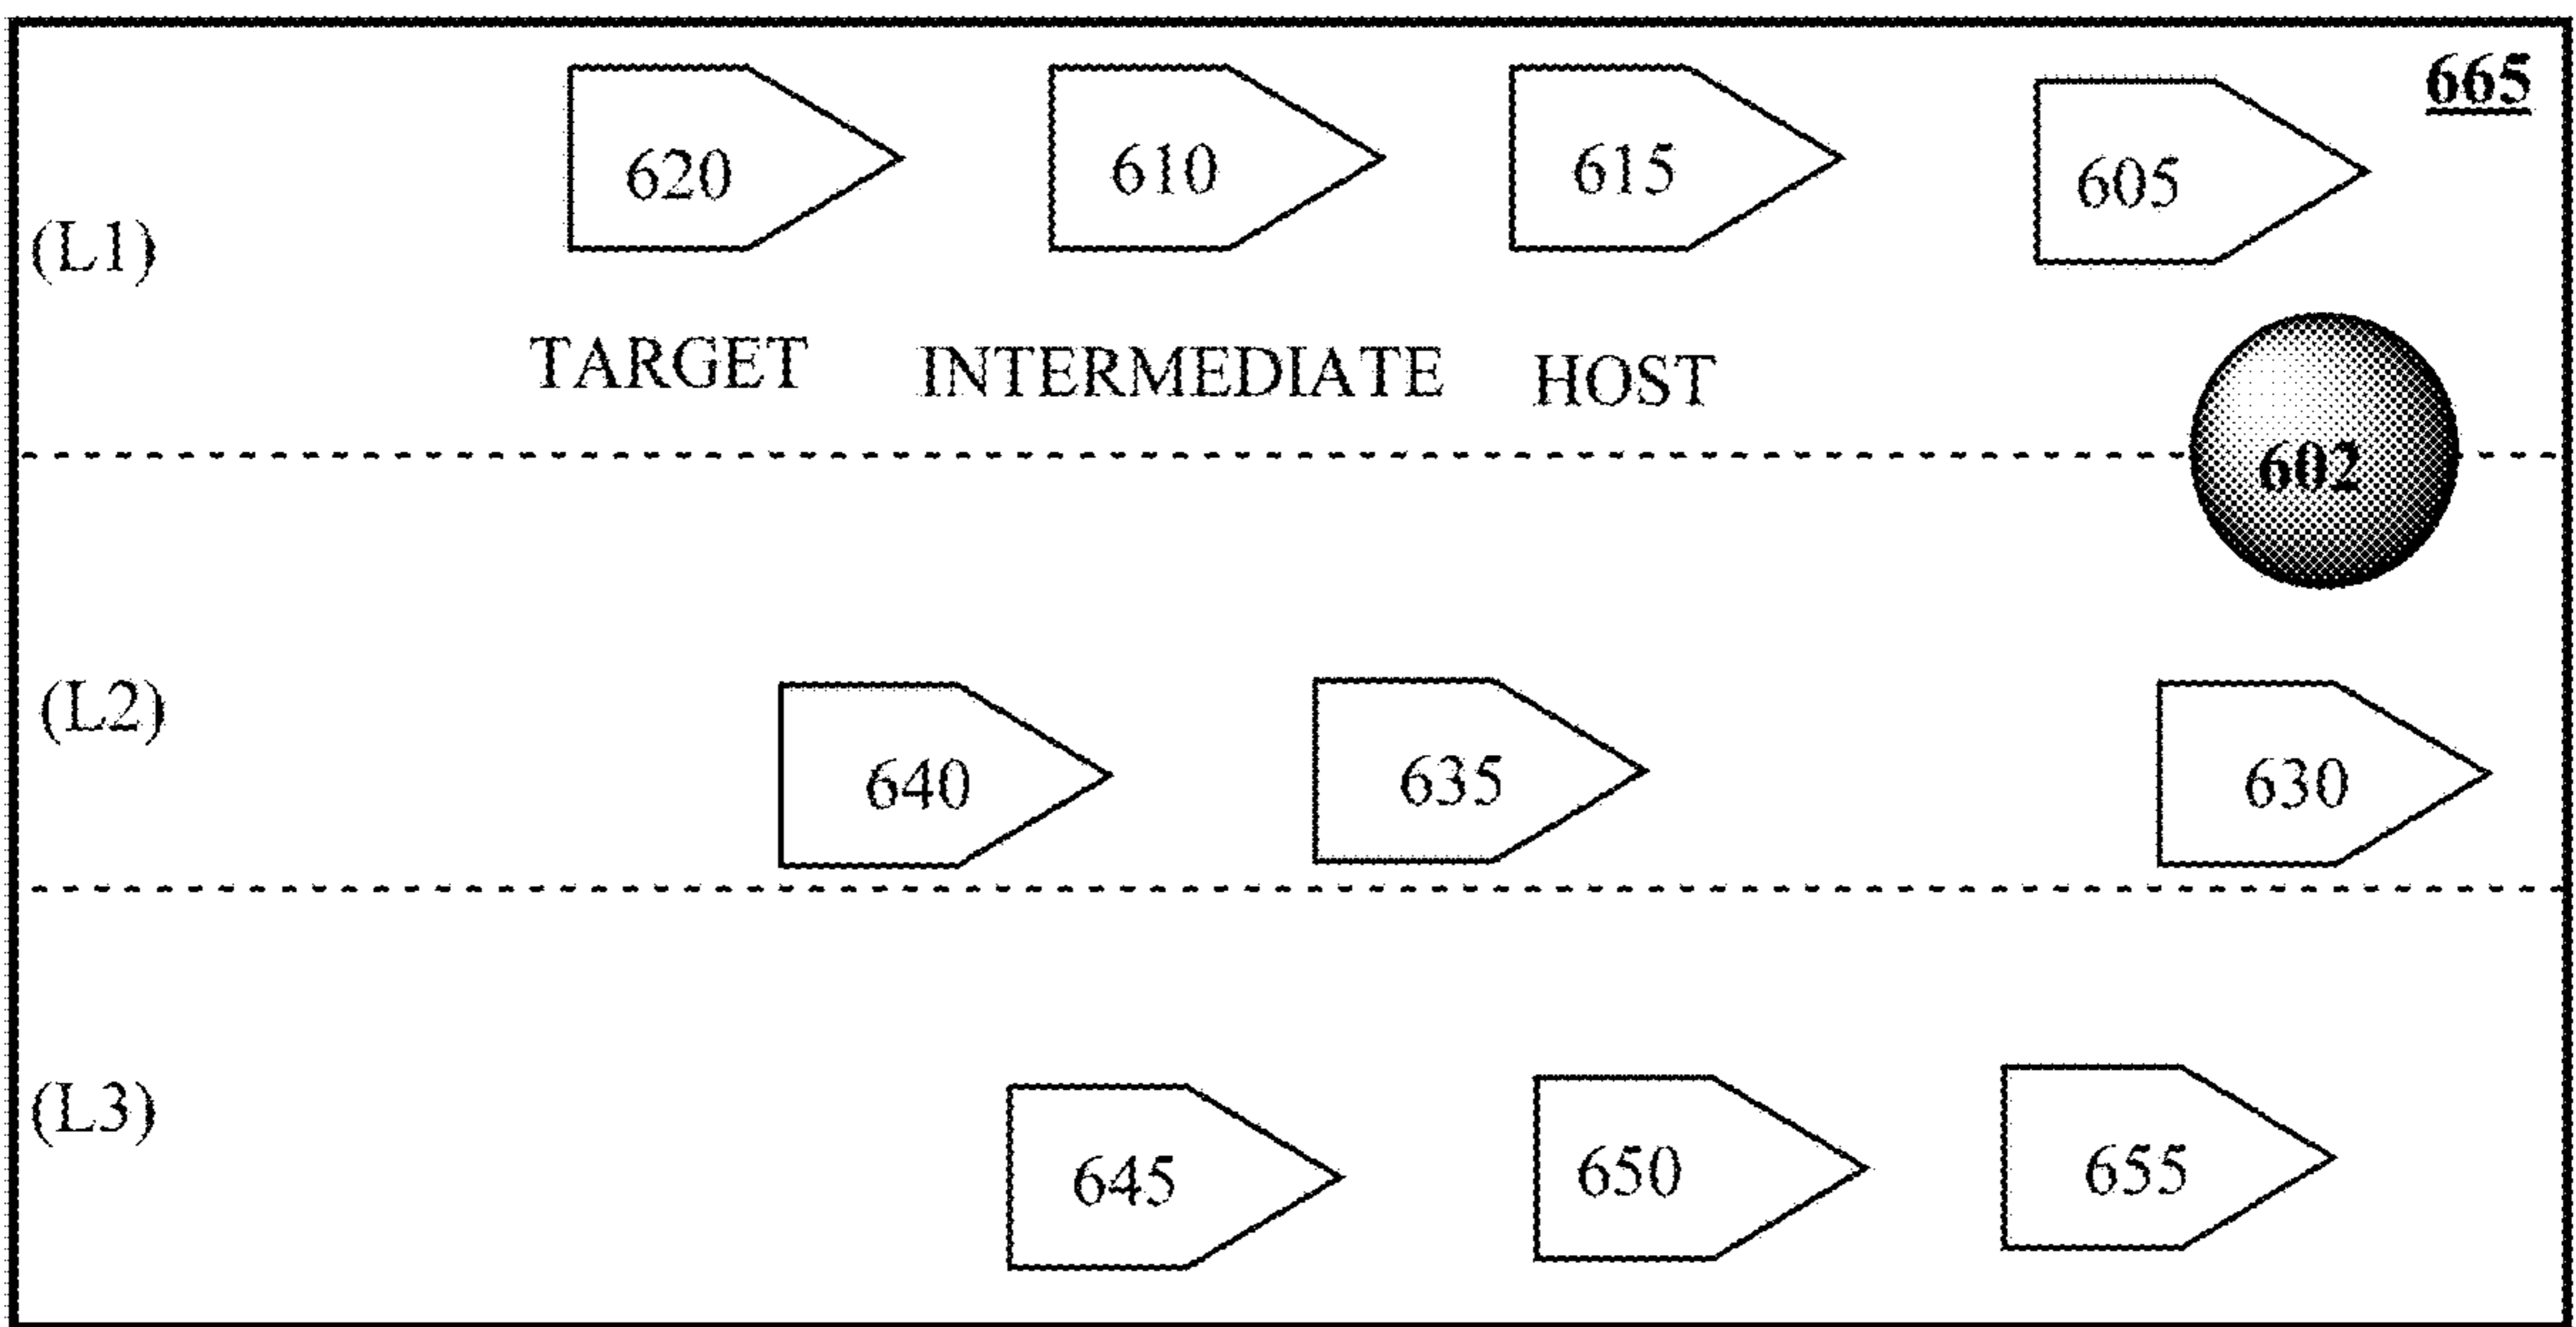 665
620 610 615 605
(L1)
TARGET INTERMEDIATE HOST
602
(L2)
640 635 630
(L3)
645 650 655